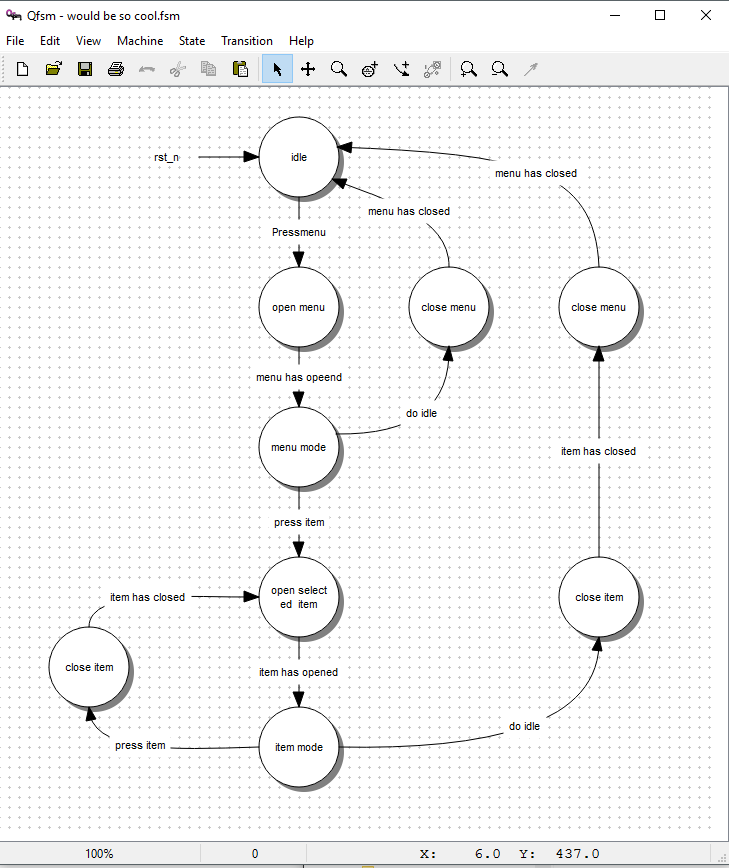 Qfsm - would be so cool.fsm
File Edit View Machine State Transition Help
rst_n
idle
menu has closed
menu has closed
Pressmenu
open menu
close menu
close menu
menu has opeend
do idle
menu mode
item has closed
press item
item has closed
open select
ed item
close item
close item
item has opened
do idle
press item
item mode
100% 0 X: 6.0 Y: 437.0